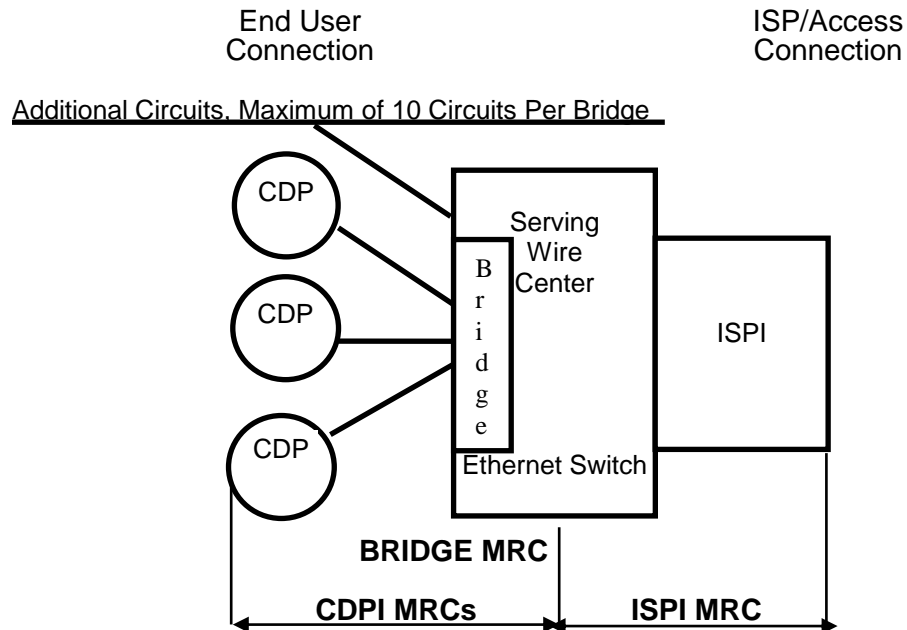 End User
Connection
ISP/Access
Connection
Additional Circuits, Maximum of 10 Circuits Per Bridge
CDP
CDP
CDP
Bridge
Serving
Wire
Center
Ethernet Switch
ISPI
BRIDGE MRC
CDPI MRCs
ISPI MRC